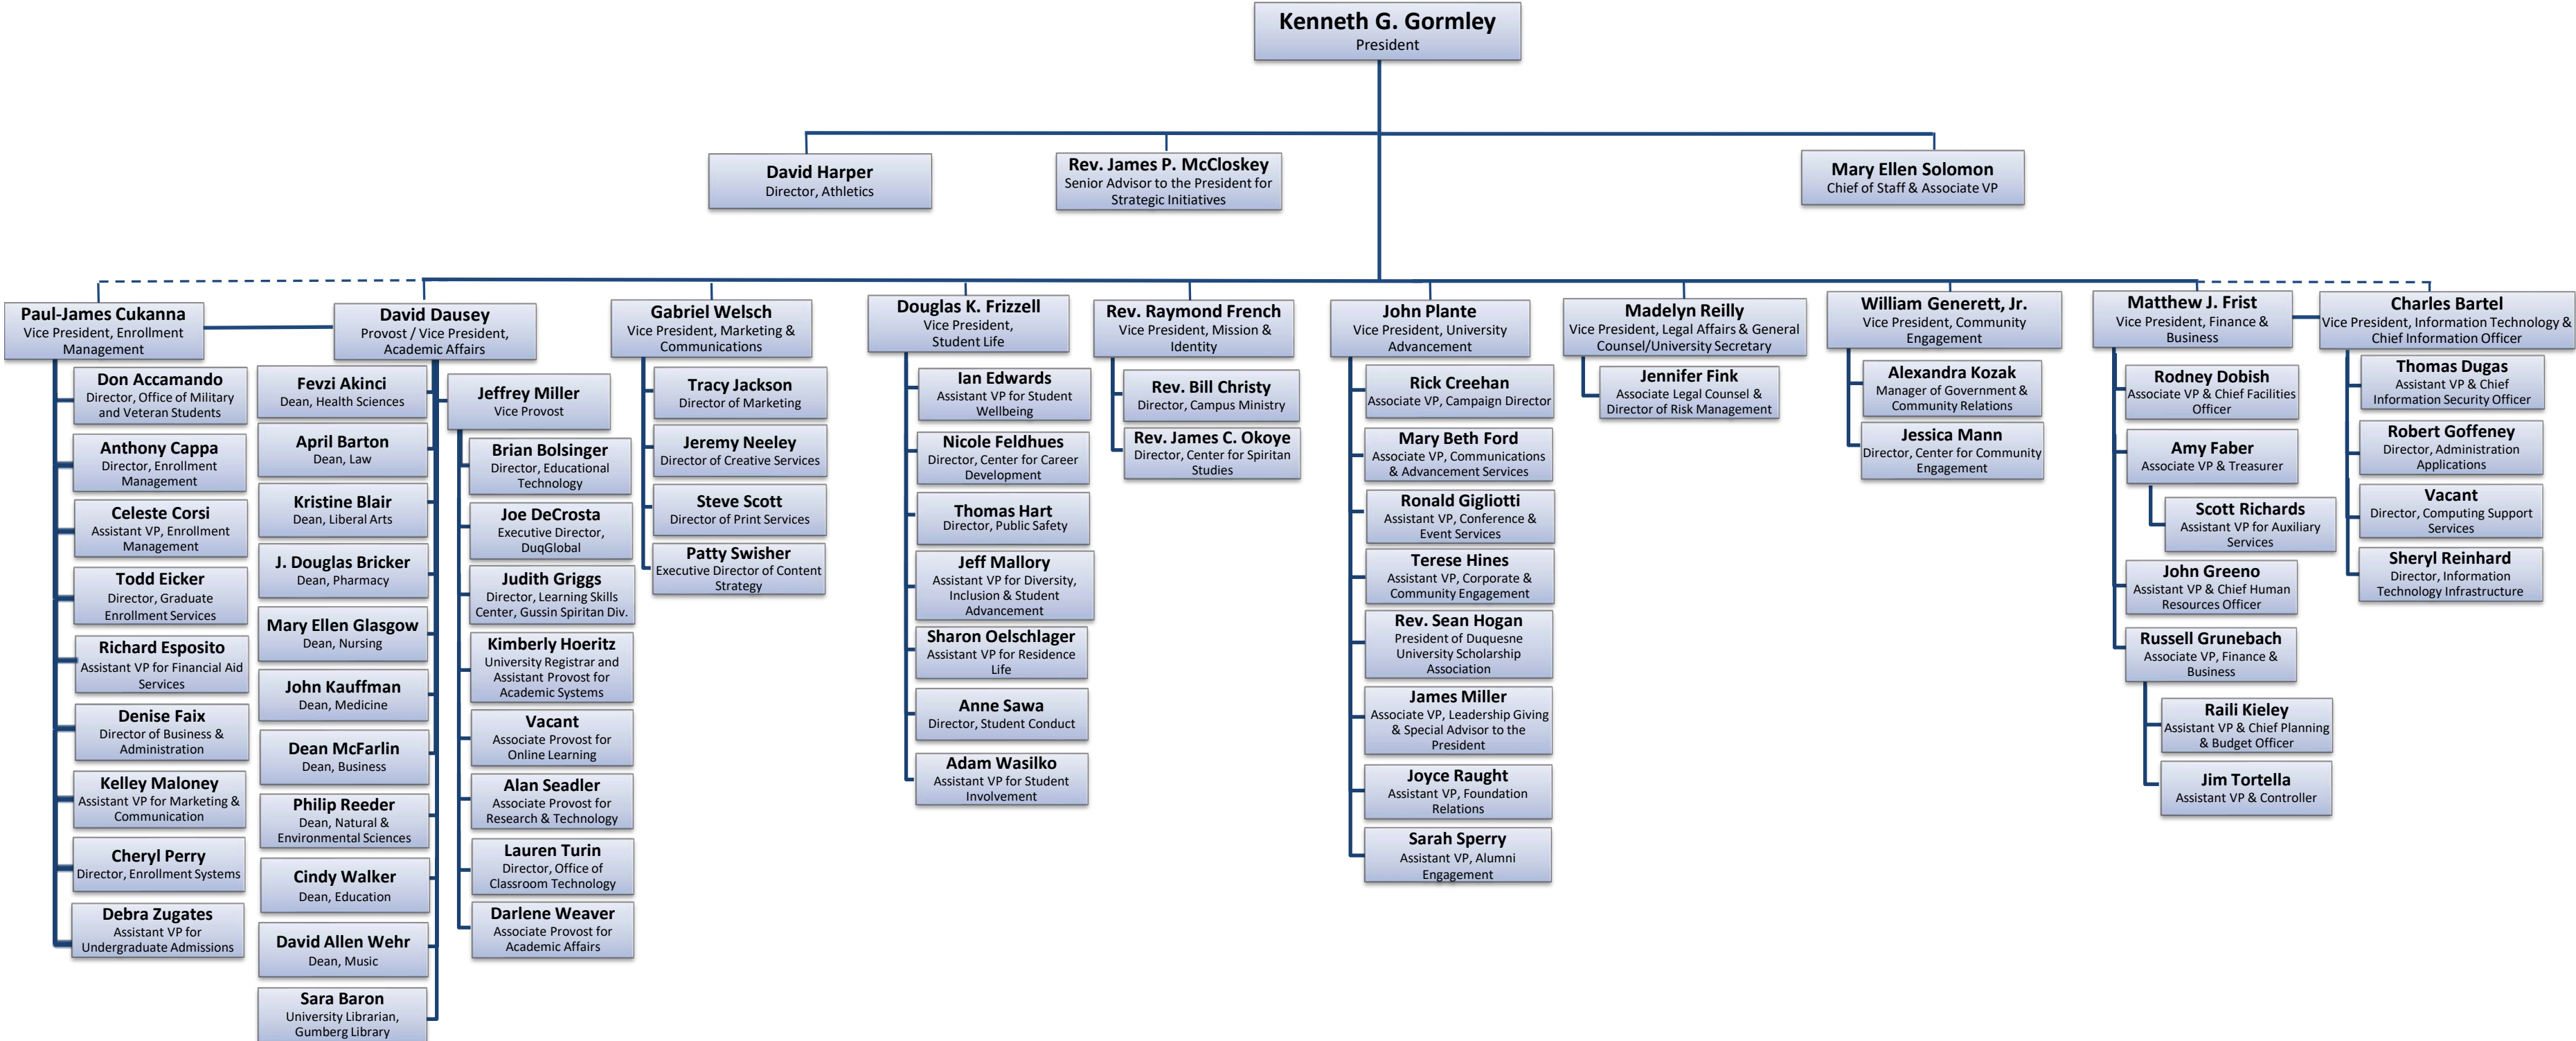 Kenneth G. Gormley
President
David Harper
Director, Athletics
Rev. James P. McCloskey
Senior Advisor to the President for
Strategic Initiatives
Mary Ellen Solomon
Chief of Staff & Associate VP
Paul-James Cukanna
Vice President, Enrollment
Management
Don Accamando
Director, Office of Military
and Veteran Students
Anthony Cappa
Director, Enrollment
Management
Celeste Corsi
Assistant VP, Enrollment
Management
Todd Eicker
Director, Graduate
Enrollment Services
Richard Esposito
Assistant VP for Financial Aid
Services
Denise Faix
Director of Business &
Administration
Kelley Maloney
Assistant VP for Marketing &
Communication
Cheryl Perry
Director, Enrollment Systems
Debra Zugates
Assistant VP for
Undergraduate Admissions
David Dausey
Provost / Vice President,
Academic Affairs
Fevzi Akinci
Dean, Health Sciences
April Barton
Dean, Law
Kristine Blair
Dean, Liberal Arts
J. Douglas Bricker
Dean, Pharmacy
Mary Ellen Glasgow
Dean, Nursing
John Kauffman
Dean, Medicine
Dean McFarlin
Dean, Business
Philip Reeder
Dean, Natural &
Environmental Sciences
Cindy Walker
Dean, Education
David Allen Wehr
Dean, Music
Sara Baron
University Librarian,
Gumberg Library
Jeffrey Miller
Vice Provost
Brian Bolsinger
Director, Educational
Technology
Joe DeCrosta
Executive Director,
DuqGlobal
Judith Griggs
Director, Learning Skills
Center, Gussin Spiritan Div.
Kimberly Hoeritz
University Registrar and
Assistant Provost for
Academic Systems
Vacant
Associate Provost for
Online Learning
Alan Seadler
Associate Provost for
Research & Technology
Lauren Turin
Director, Office of
Classroom Technology
Darlene Weaver
Associate Provost for
Academic Affairs
Gabriel Welsch
Vice President, Marketing &
Communications
Tracy Jackson
Director of Marketing
Jeremy Neeley
Director of Creative Services
Steve Scott
Director of Print Services
Patty Swisher
Executive Director of Content
Strategy
Douglas K. Frizzell
Vice President,
Student Life
Ian Edwards
Assistant VP for Student
Wellbeing
Nicole Feldhues
Director, Center for Career
Development
Thomas Hart
Director, Public Safety
Jeff Mallory
Assistant VP for Diversity,
Inclusion & Student
Advancement
Sharon Oelschlager
Assistant VP for Residence
Life
Anne Sawa
Director, Student Conduct
Adam Wasilko
Assistant VP for Student
Involvement
Rev. Raymond French
Vice President, Mission &
Identity
Rev. Bill Christy
Director, Campus Ministry
Rev. James C. Okoye
Director, Center for Spiritan
Studies
John Plante
Vice President, University
Advancement
Rick Creehan
Associate VP, Campaign Director
Mary Beth Ford
Associate VP, Communications
& Advancement Services
Ronald Gigliotti
Assistant VP, Conference &
Event Services
Terese Hines
Assistant VP, Corporate &
Community Engagement
Rev. Sean Hogan
President of Duquesne
University Scholarship
Association
James Miller
Associate VP, Leadership Giving
& Special Advisor to the
President
Joyce Raught
Assistant VP, Foundation
Relations
Sarah Sperry
Assistant VP, Alumni
Engagement
Madelyn Reilly
Vice President, Legal Affairs & General
Counsel/University Secretary
Jennifer Fink
Associate Legal Counsel &
Director of Risk Management
William Generett, Jr.
Vice President, Community
Engagement
Alexandra Kozak
Manager of Government &
Community Relations
Jessica Mann
Director, Center for Community
Engagement
Matthew J. Frist
Vice President, Finance &
Business
Rodney Dobish
Associate VP & Chief Facilities
Officer
Amy Faber
Associate VP & Treasurer
Scott Richards
Assistant VP for Auxiliary
Services
John Greeno
Assistant VP & Chief Human
Resources Officer
Russell Grunebach
Associate VP, Finance &
Business
Raili Kieley
Assistant VP & Chief Planning
& Budget Officer
Jim Tortella
Assistant VP & Controller
Charles Bartel
Vice President, Information Technology &
Chief Information Officer
Thomas Dugas
Assistant VP & Chief
Information Security Officer
Robert Goffeney
Director, Administration
Applications
Vacant
Director, Computing Support
Services
Sheryl Reinhard
Director, Information
Technology Infrastructure